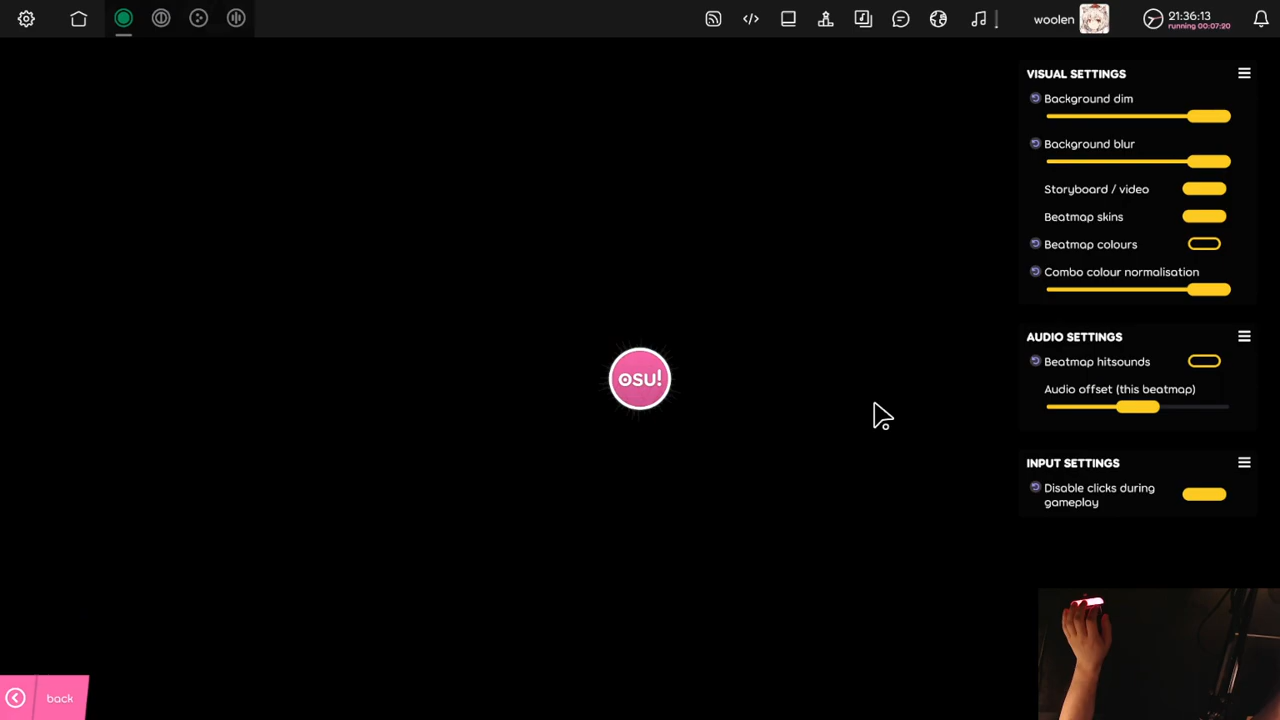 woolen
21:36:13
running 00:07:20
VISUAL SETTINGS
Background dim
Background blur
Storyboard / video
Beatmap skins
Beatmap colours
Combo colour normalisation
AUDIO SETTINGS
Beatmap hitsounds
Audio offset (this beatmap)
osu!
INPUT SETTINGS
Disable clicks during
gameplay
back